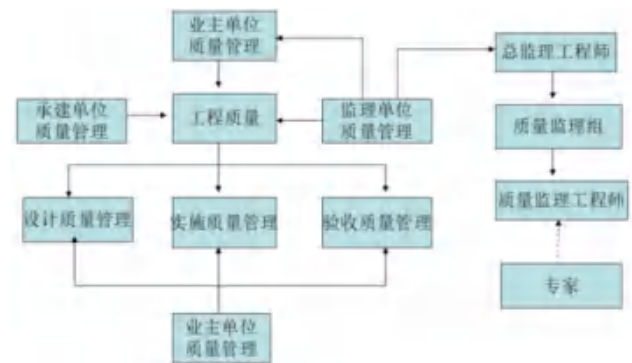 业主单位
质量管理
总监理工程师
承建单位
质量管理
工程质量
监理单位
质量管理
质量监理组
设计质量管理
实施质量管理
验收质量管理
质量监理工程师
专家
业主单位
质量管理